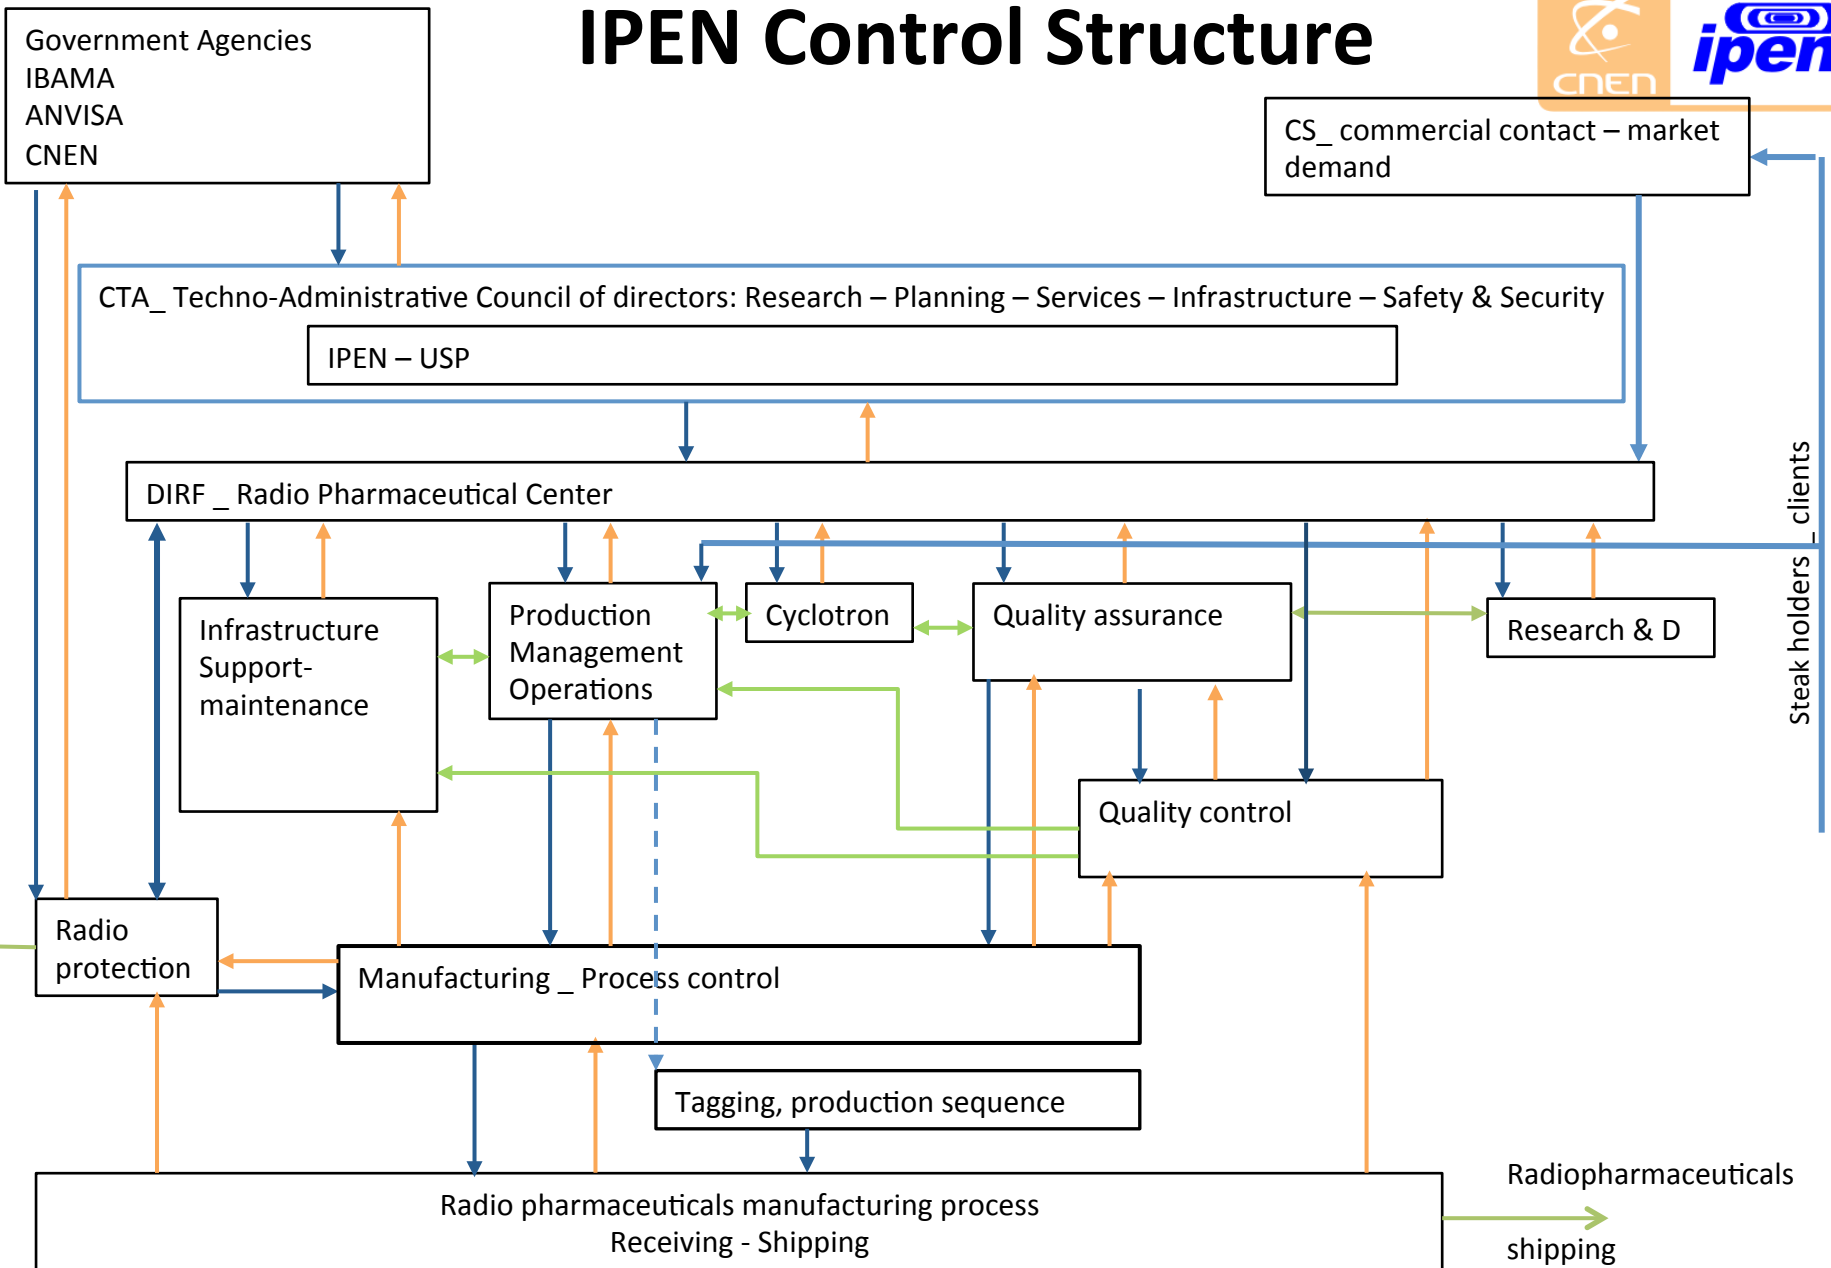 IPEN Control Structure
Government Agencies
IBAMA
ANVISA
CNEN
CNEN
ipen
CS_ commercial contact – market
demand
CTA_ Techno-Administrative Council of directors: Research – Planning – Services – Infrastructure – Safety & Security
IPEN – USP
DIRF _ Radio Pharmaceutical Center
Steak holders _ clients
Infrastructure
Support-
maintenance
Production
Management
Operations
Cyclotron
Quality assurance
Research & D
Quality control
Radio
protection
Manufacturing _ Process control
Tagging, production sequence
Radio pharmaceuticals manufacturing process
Receiving - Shipping
Radiopharmaceuticals
shipping